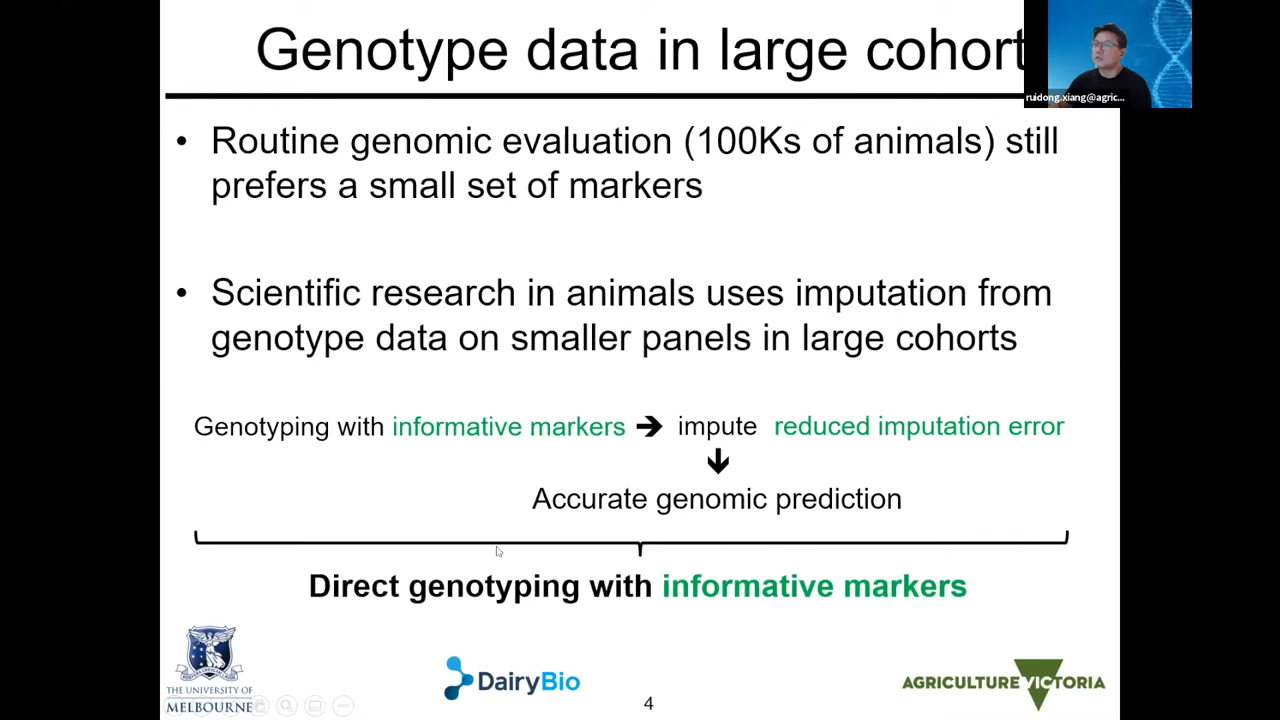 Genotype data in large cohort
ruidong.xiang@agric...
• Routine genomic evaluation (100Ks of animals) still
prefers a small set of markers
• Scientific research in animals uses imputation from
genotype data on smaller panels in large cohorts
Genotyping with informative markers ➔ impute reduced imputation error
Accurate genomic prediction
Direct genotyping with informative markers
THE UNIVERSITY OF
MELBOURNE
DairyBio
AGRICULTURE VICTORIA
4